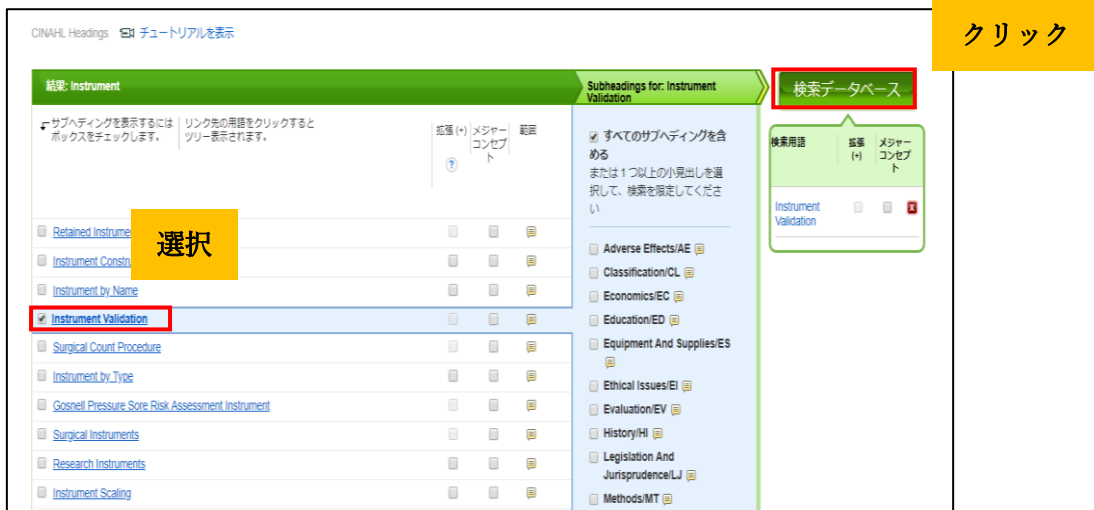 CINAHL Headings チュートリアルを表示
クリック
結果: Instrument
Subheadings for: Instrument
Validation
検索データベース
サブヘディングを表示するには
ボックスをチェックします。
リンク先の用語をクリックすると
ツリー表示されます。
拡張 (+)
メジャー
コンセプ
ト
範囲
?
Retained Instrume
選択
Instrument Constru
Instrument by Name
Instrument Validation
Surgical Count Procedure
Instrument by Type
Gosnell Pressure Sore Risk Assessment Instrument
Surgical Instruments
Research Instruments
Instrument Scaling
すべてのサブヘディングを含
める
または 1 つ以上の小見出しを選
択して、検索を限定してくださ
い
Adverse Effects/AE
Classification/CL
Economics/EC
Education/ED
Equipment And Supplies/ES
Ethical Issues/EI
Evaluation/EV
History/HI
Legislation And
Jurisprudence/LJ
Methods/MT
検索用語
拡張
(+)
メジャー
コンセプ
ト
Instrument
Validation
x